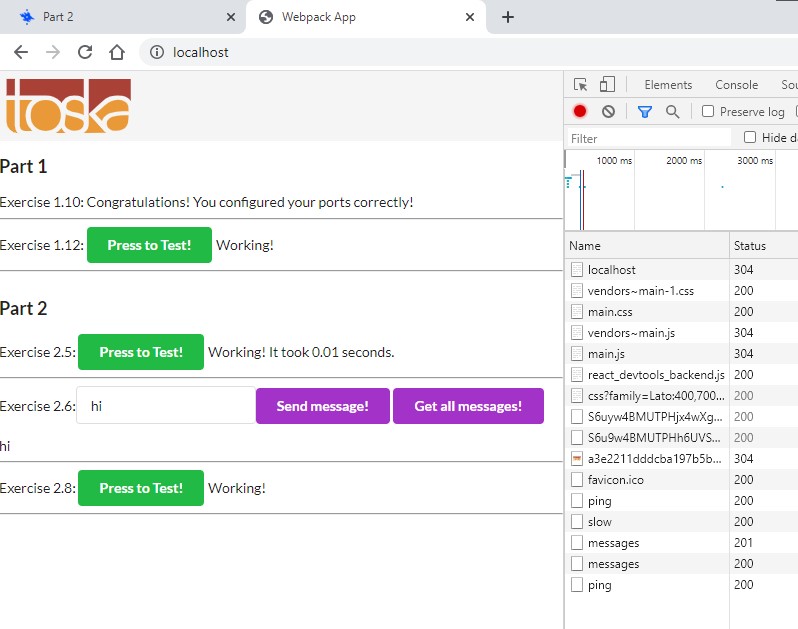 Part 2
Webpack App
localhost
toska
Elements Console Sou
Preserve log
Filter
Hide d
1000 ms 2000 ms 3000 ms
Name Status
localhost 304
vendors~main-1.css 200
main.css 200
vendors~main.js 304
main.js 304
react_devtools_backend.js 200
css?family=Lato:400,700... 200
S6uyw4BMUTPHjx4wXg... 200
S6u9w4BMUTPHh6UVS... 200
a3e2211dddcba197b5b... 304
favicon.ico 200
ping 200
slow 200
messages 201
messages 200
ping 200
Part 1
Exercise 1.10: Congratulations! You configured your ports correctly!
Exercise 1.12: Press to Test! Working!
Part 2
Exercise 2.5: Press to Test! Working! It took 0.01 seconds.
Exercise 2.6: hi Send message! Get all messages!
hi
Exercise 2.8: Press to Test! Working!